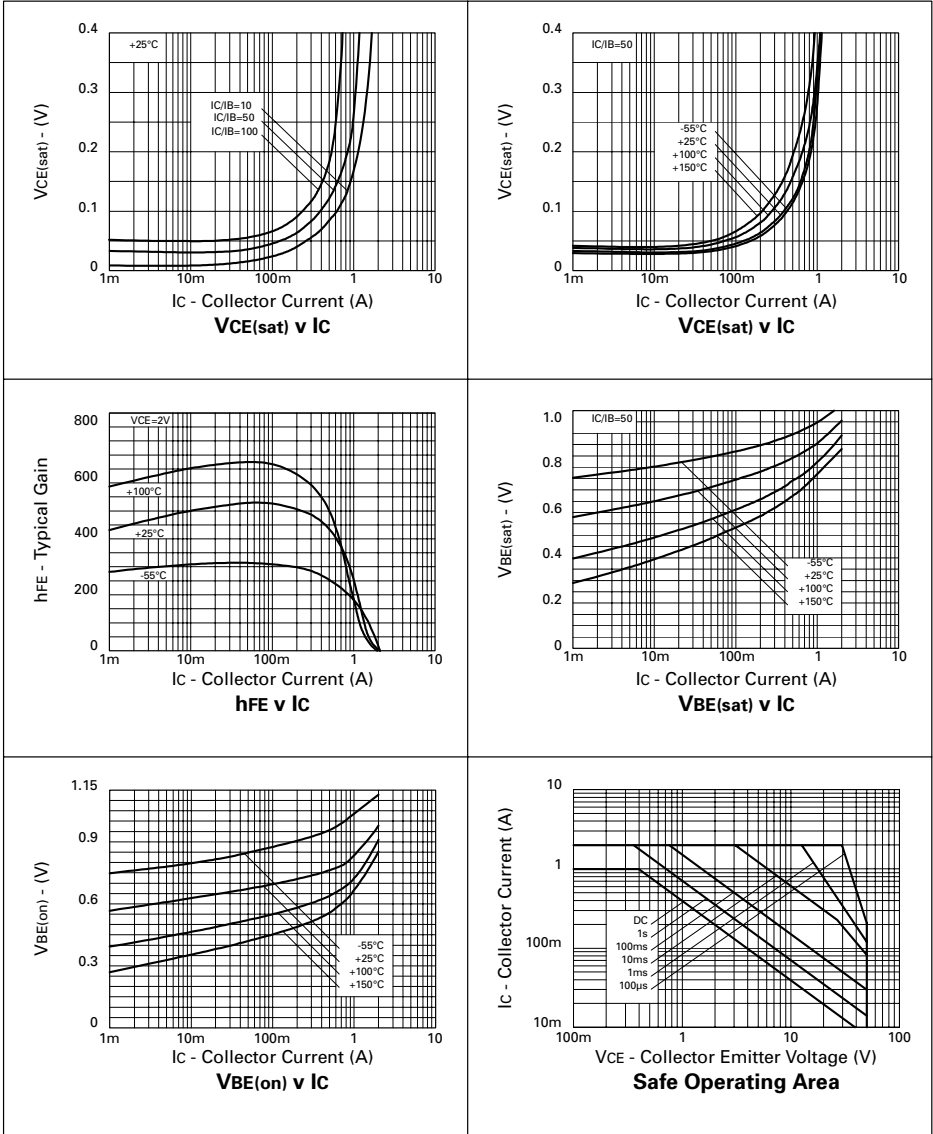 0.4
+25°C
0.3
IC/IB=10
IC/IB=50
IC/IB=100
0.2
0.1
0
VCE(sat) - (V)
1m 10m 100m 1 10
IC - Collector Current (A)
VCE(sat) v IC
0.4
IC/IB=50
0.3
-55°C
+25°C
+100°C
+150°C
0.2
0.1
0
VCE(sat) - (V)
1m 10m 100m 1 10
IC - Collector Current (A)
VCE(sat) v IC
800
VCE=2V
600
+100°C
400
+25°C
-55°C
200
0
hFE - Typical Gain
1m 10m 100m 1 10
IC - Collector Current (A)
hFE v IC
1.0
IC/IB=50
0.8
0.6
0.4
-55°C
+25°C
+100°C
+150°C
0.2
0
VBE(sat) - (V)
1m 10m 100m 1 10
IC - Collector Current (A)
VBE(sat) v IC
1.15
0.9
0.6
0.3
-55°C
+25°C
+100°C
+150°C
0
VBE(on) - (V)
1m 10m 100m 1 10
IC - Collector Current (A)
VBE(on) v IC
10
1
DC
1s
100ms
10ms
1ms
100µs
100m
10m
IC - Collector Current (A)
100m 1 10 100
VCE - Collector Emitter Voltage (V)
Safe Operating Area